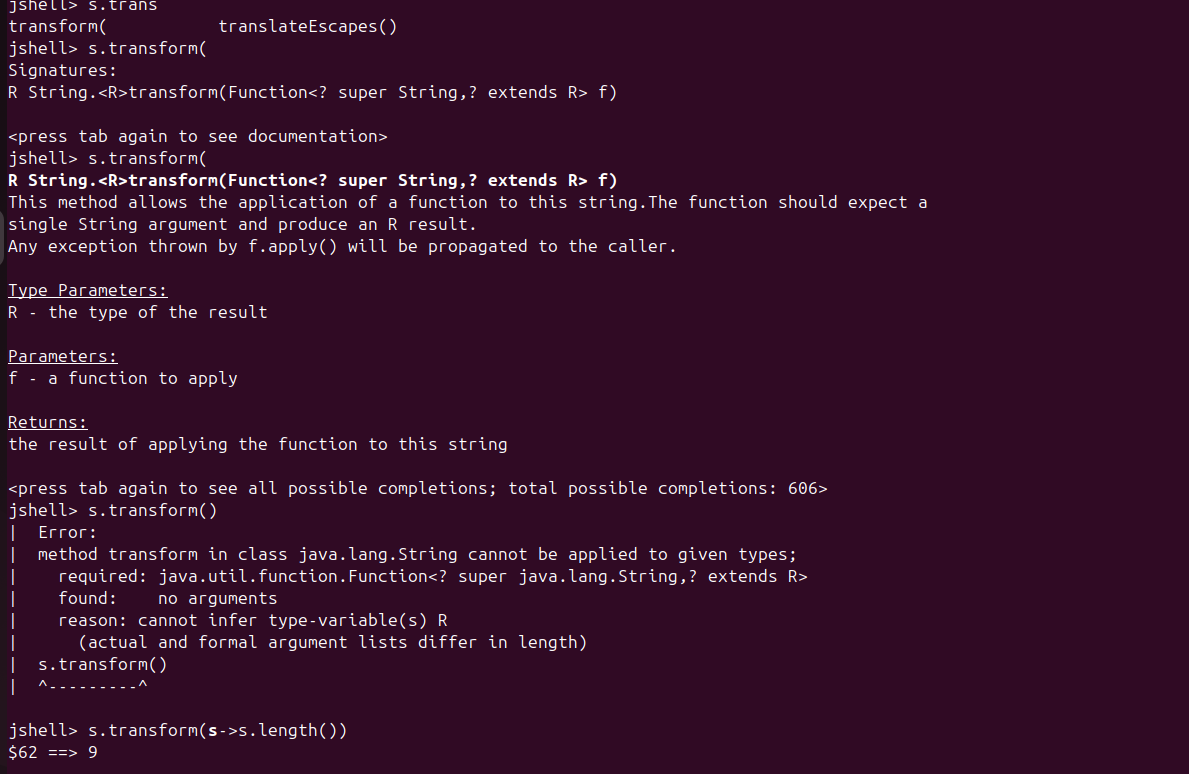 jshell> s.trans
transform(           translateEscapes()
jshell> s.transform(
Signatures:
R String.<R>transform(Function<? super String,? extends R> f)

<press tab again to see documentation>
jshell> s.transform(
R String.<R>transform(Function<? super String,? extends R> f)
This method allows the application of a function to this string.The function should expect a
single String argument and produce an R result.
Any exception thrown by f.apply() will be propagated to the caller.

Type Parameters:
R - the type of the result

Parameters:
f - a function to apply

Returns:
the result of applying the function to this string

<press tab again to see all possible completions; total possible completions: 606>
jshell> s.transform()
|  Error:
|  method transform in class java.lang.String cannot be applied to given types;
|    required: java.util.function.Function<? super java.lang.String,? extends R>
|    found:    no arguments
|    reason: cannot infer type-variable(s) R
|      (actual and formal argument lists differ in length)
|  s.transform()
|  ^---------^

jshell> s.transform(s->s.length())
$62 ==> 9